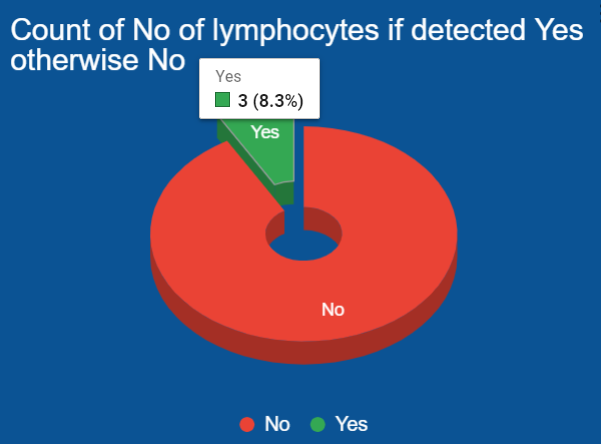 Count of No of lymphocytes if detected Yes
otherwise No
Yes
3 (8.3%)
Yes
No
No
Yes